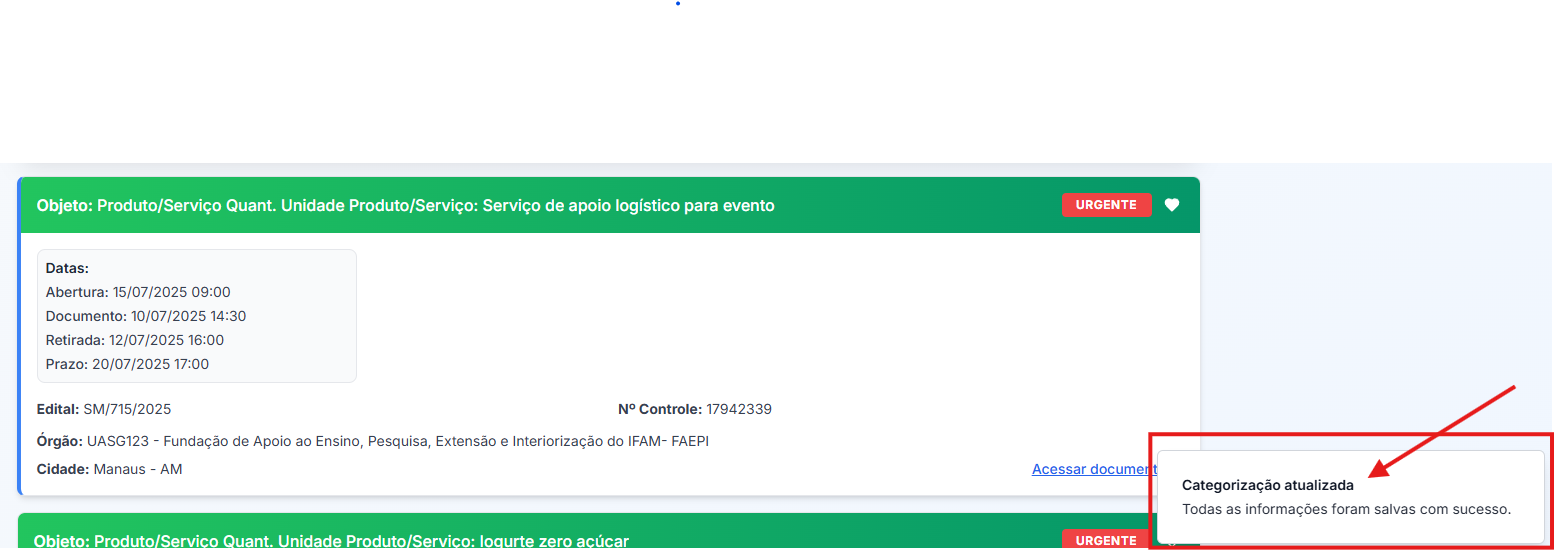 Objeto: Produto/Serviço Quant. Unidade Produto/Serviço: Serviço de apoio logístico para evento
URGENTE
Datas:
Abertura: 15/07/2025 09:00
Documento: 10/07/2025 14:30
Retirada: 12/07/2025 16:00
Prazo: 20/07/2025 17:00
Edital: SM/715/2025
Nº Controle: 17942339
Órgão: UASG123 - Fundação de Apoio ao Ensino, Pesquisa, Extensão e Interiorização do IFAM- FAEPI
Cidade: Manaus - AM
Acessar document
Categorização atualizada
Todas as informações foram salvas com sucesso.
Objeto: Produto/Serviço Quant. Unidade Produto/Serviço: Iogurte zero açúcar
URGENTE